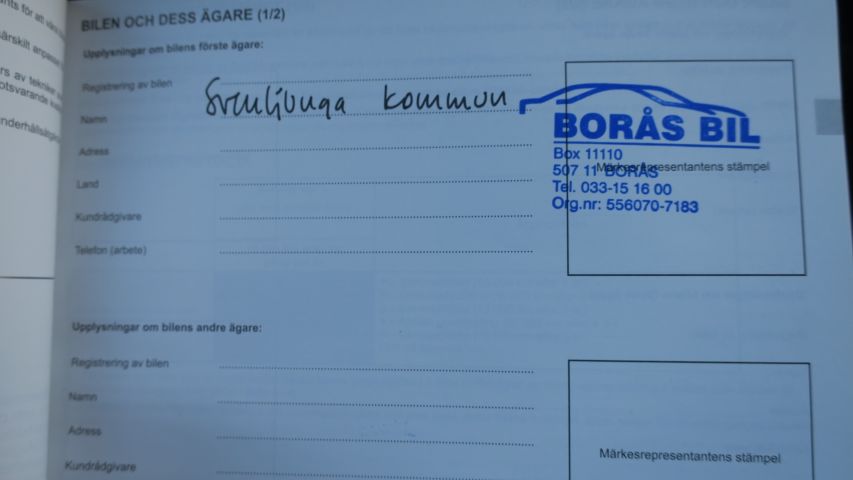 BILEN OCH DESS ÄGARE (1/2)
Upplysningar om bilens förste ägare:
Registrering av bilen
Namn Svenljunga kommun
Adress
Land
Kundrådgivare
Telefon (arbete)
BORÅS BIL
Box 11110
507 11 BORÅS
Märkesrepresentantens stämpel
Tel. 033-15 16 00
Org.nr: 556070-7183
Upplysningar om bilens andre ägare:
Registrering av bilen
Namn
Adress
Kundrådgivare
Märkesrepresentantens stämpel